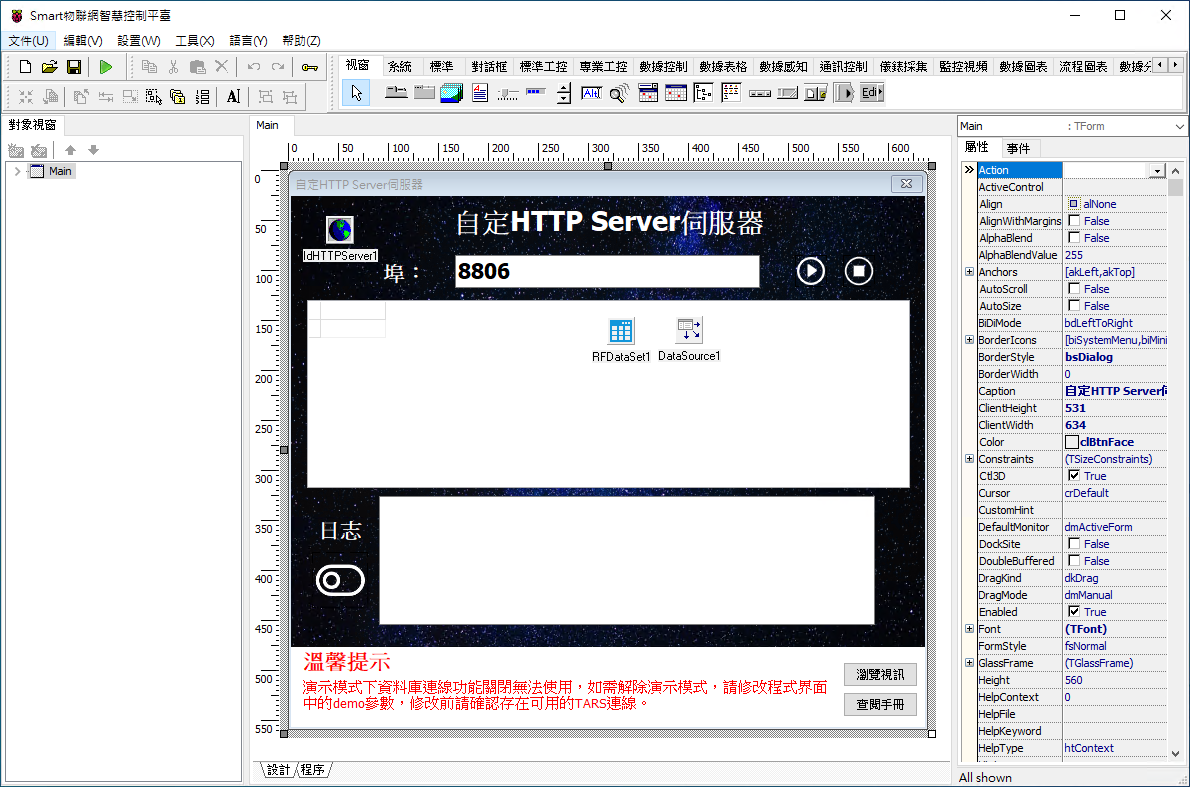 Smart物聯網智慧控制平臺
文件(U) 編輯(V) 設置(W) 工具(X) 語言(Y) 帮助(Z)
视窗 系統 標準 對話框 標準工控 專業工控 數據控制 數據表格 數據感知 通訊控制 儀錶採集 監控視頻 數據圖表 流程圖表
Edi
對象視窗
Main
Main
0 50 100 150 200 250 300 350 400 450 500 550 600
0
50
100
150
200
250
300
350
400
450
500
550
自定HTTP Server伺服器
自定HTTP Server伺服器
IdHTTPServer1
埠：
8806
RFDataSet1 DataSource1
日志
溫馨提示
演示模式下資料庫連線功能關閉無法使用，如需解除演示模式，請修改程式界面
中的demo參數，修改前請確認存在可用的TARS連線。
瀏覽視訊
查閱手冊
設計 程序
Main : TForm
屬性 事件
Action
ActiveControl
Align alNone
AlignWithMargins False
AlphaBlend False
AlphaBlendValue 255
Anchors [akLeft,akTop]
AutoScroll False
AutoSize False
BiDiMode bdLeftToRight
BorderIcons [biSystemMenu,biMini
BorderStyle bsDialog
BorderWidth 0
Caption 自定HTTP Server伺
ClientHeight 531
ClientWidth 634
Color clBtnFace
Constraints (TSizeConstraints)
Ctl3D True
Cursor crDefault
CustomHint
DefaultMonitor dmActiveForm
DockSite False
DoubleBuffered False
DragKind dkDrag
DragMode dmManual
Enabled True
Font (TFont)
FormStyle fsNormal
GlassFrame (TGlassFrame)
Height 560
HelpContext 0
HelpFile
HelpKeyword
HelpType htContext
All shown